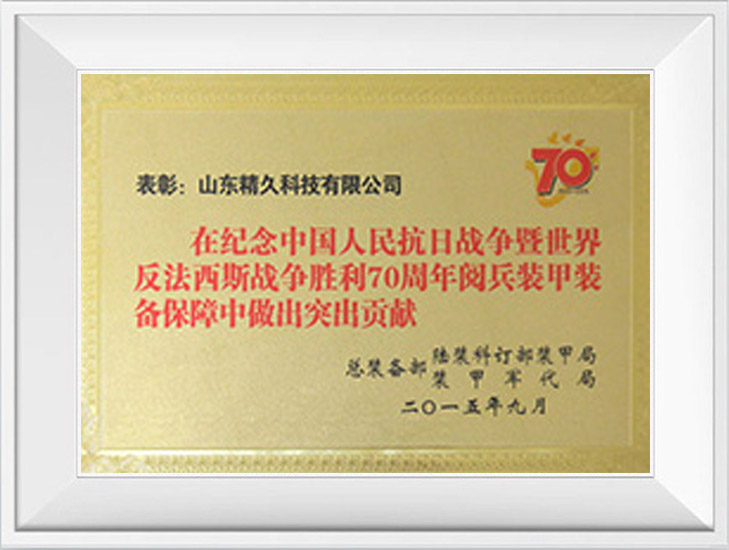 70
表彰：山东精久科技有限公司
在纪念中国人民抗日战争暨世界
反法西斯战争胜利70周年阅兵装甲装
备保障中做出突出贡献
总装备部 陆装科订部装甲局
装甲军代局
二〇一五年九月